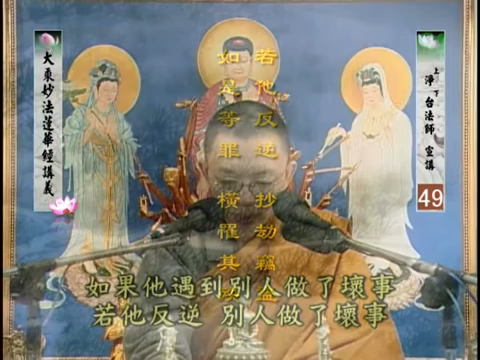 大乘妙法蓮華經講義
若他反逆 抄劫竊盜
如是等罪 橫罹其
上淨下台法師 宣講
49
如果他遇到別人做了壞事
若他反逆 別人做了壞事